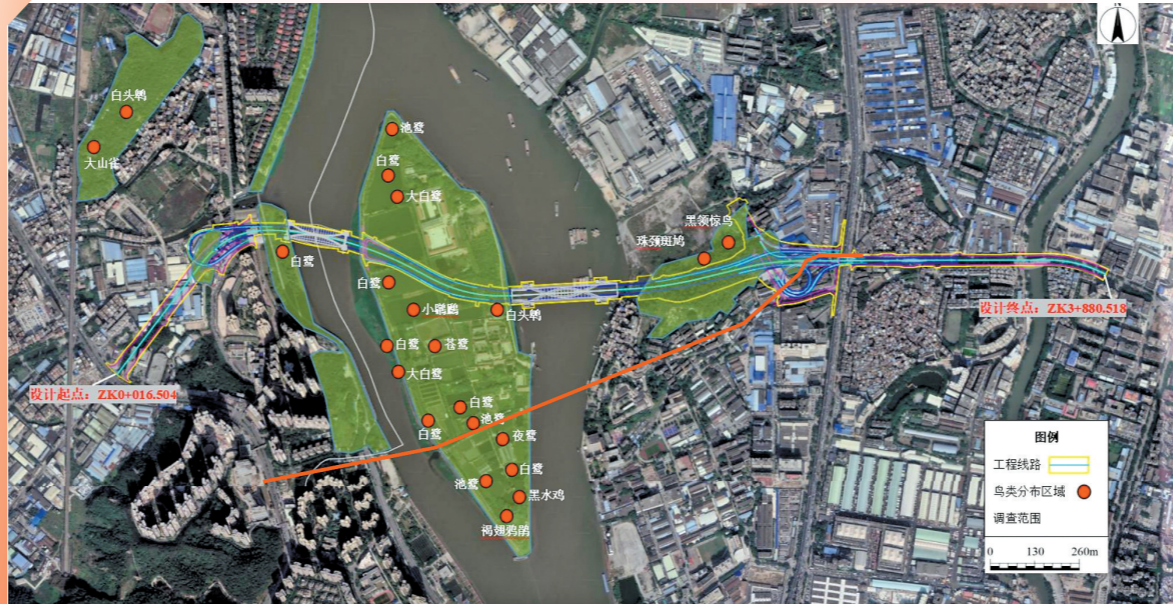 N
白头鹎
大山雀
池鹭
白鹭
大白鹭
黑领惊鸟
珠颈斑鸠
白鹭
白鹭
小鸊鷉
白头鹎
白鹭
苍鹭
大白鹭
设计终点：ZK3+880.518
设计起点：ZK0+016.504
白鹭
池鹭
白鹭
夜鹭
白鹭
池鹭
黑水鸡
褐翅鸦鹃
图例
工程线路
鸟类分布区域
调查范围
0 130 260m